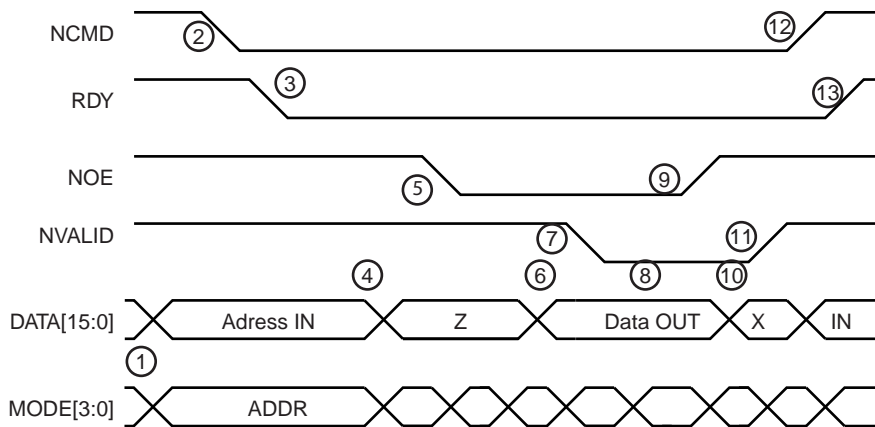 NCMD
2
12
RDY
3
13
NOE
5
9
NVALID
7
11
4
6
8
10
DATA[15:0]
Adress IN
Z
Data OUT
X
IN
1
MODE[3:0]
ADDR